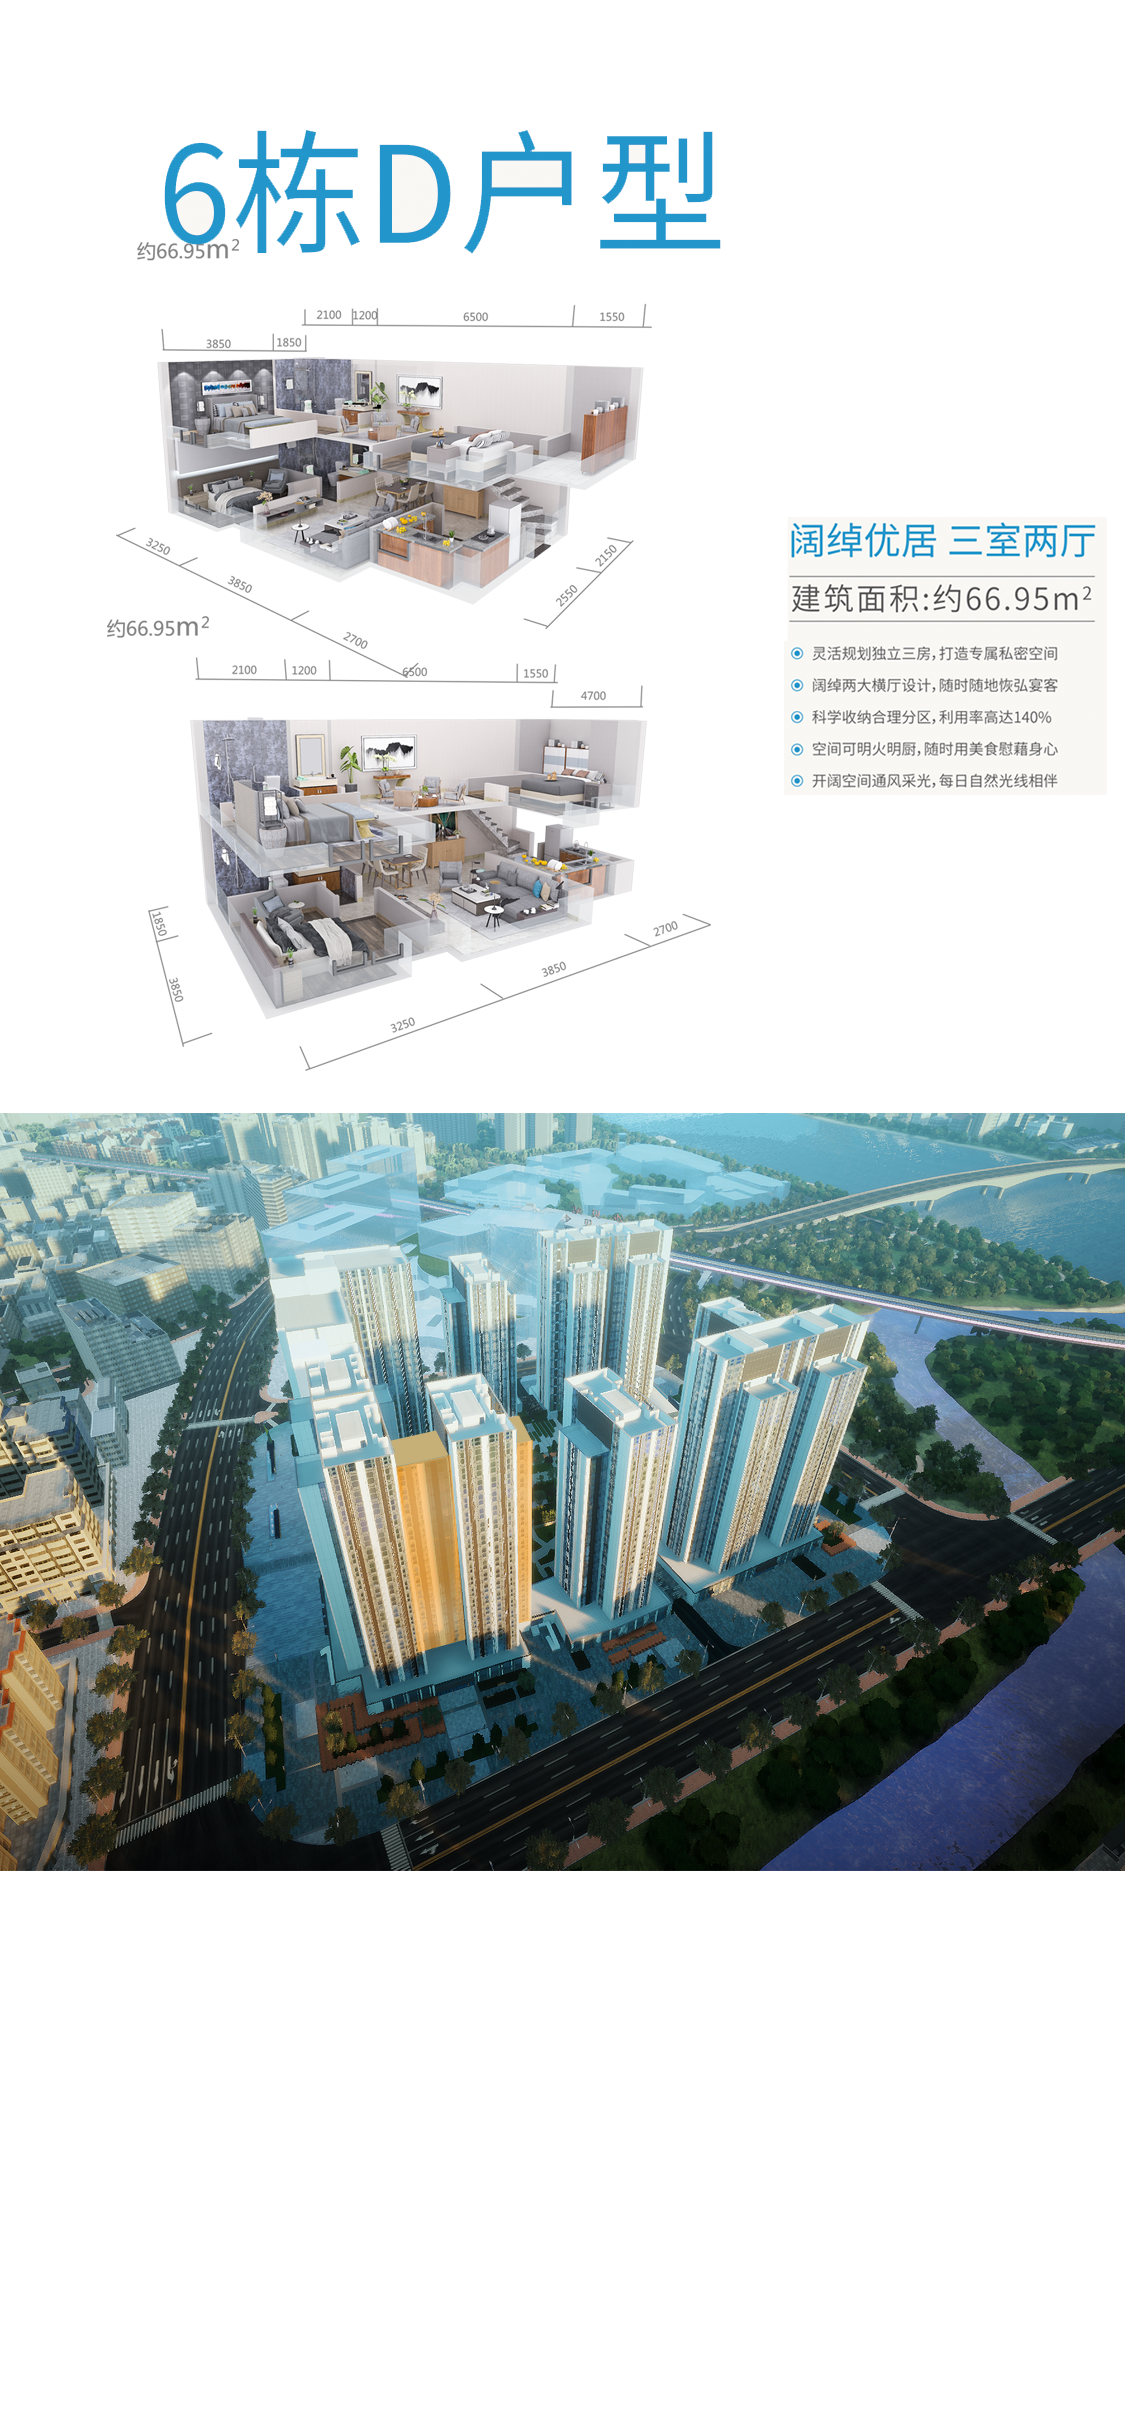 6栋D户型
约66.95m²
2100 1200 6500 1550
3850 1850
3250
3850
2700
2550
2150
约66.95m²
2100 1200 6500 1550
4700
1850
3850
3250
3850
2700
阔绰优居 三室两厅
建筑面积:约66.95m²
灵活规划独立三房,打造专属私密空间
阔绰两大横厅设计,随时随地恢弘宴客
科学收纳合理分区,利用率高达140%
空间可明火明厨,随时用美食慰藉身心
开阔空间通风采光,每日自然光线相伴